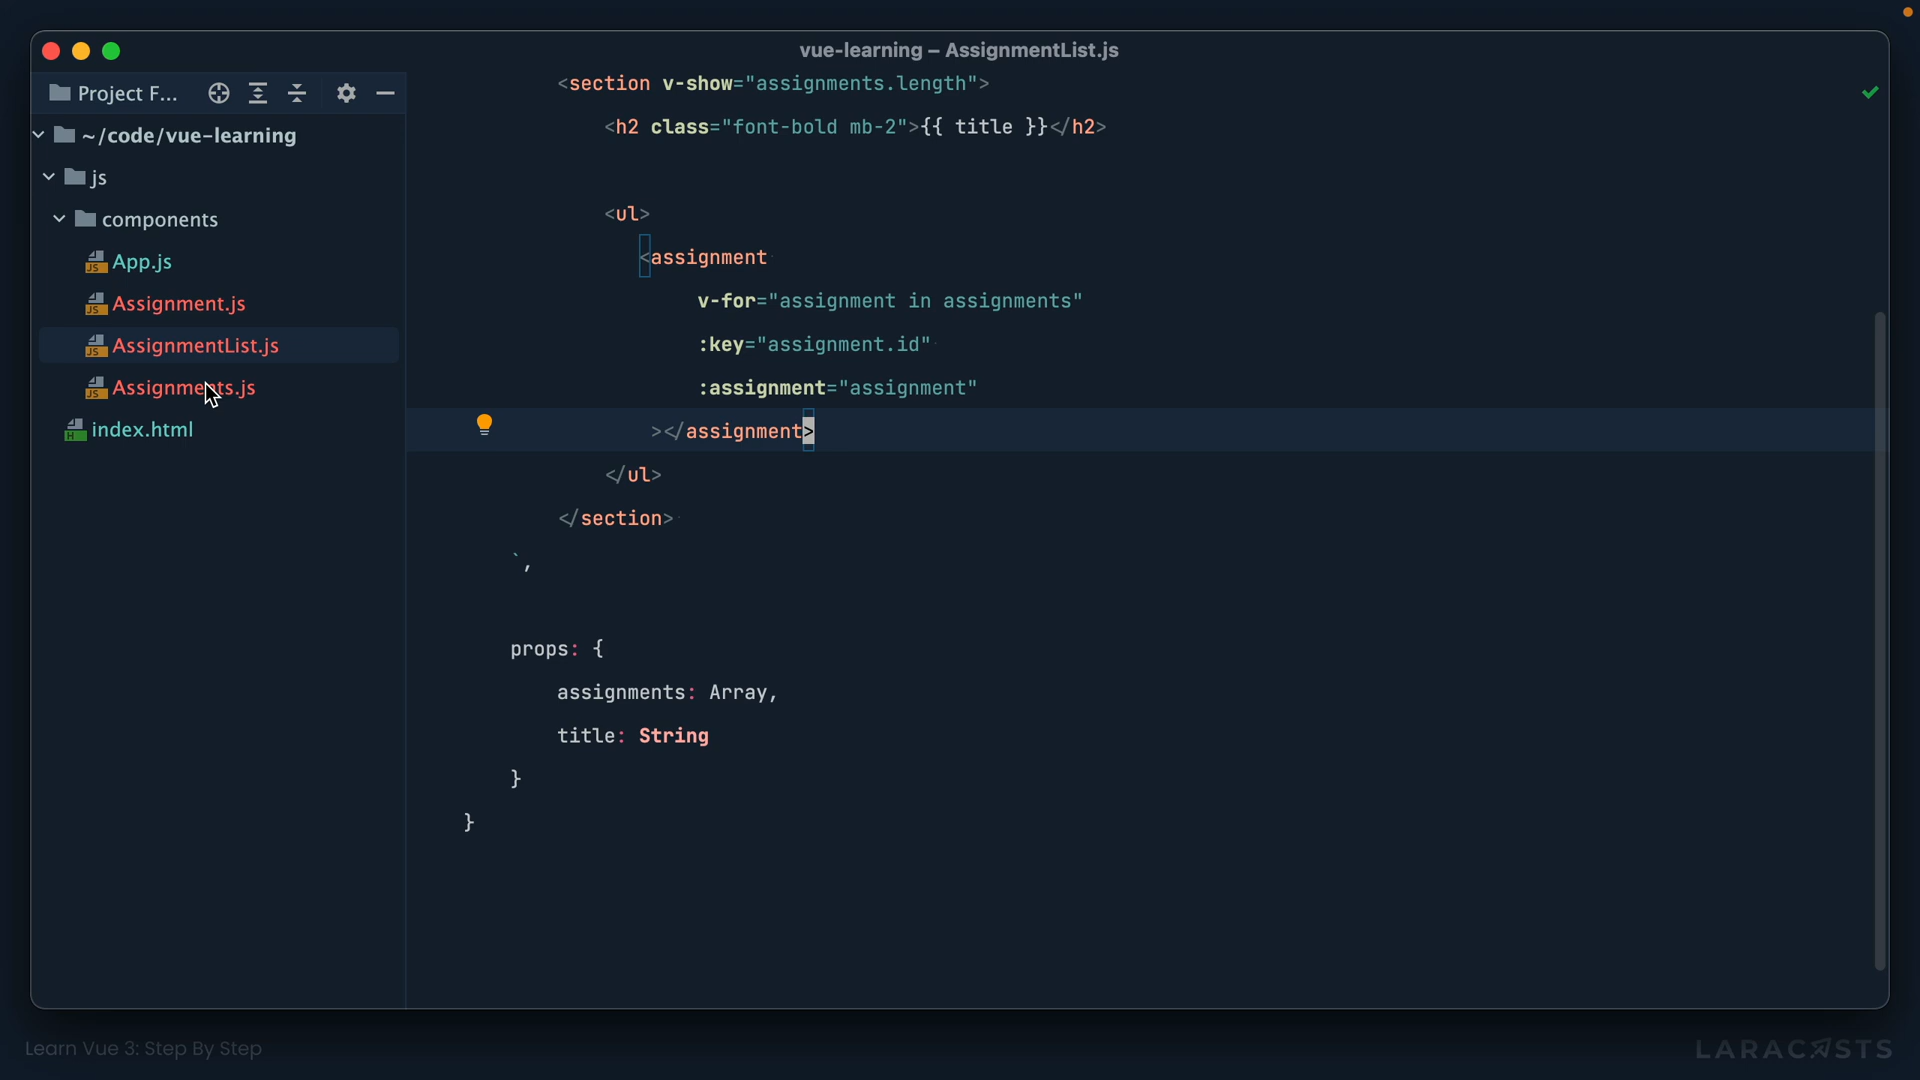 vue-learning – AssignmentList.js
Project F...
~/code/vue-learning
js
components
App.js
Assignment.js
AssignmentList.js
Assignments.js
index.html
<section v-show="assignments.length">
<h2 class="font-bold mb-2">{{ title }}</h2>
<ul>
<assignment
v-for="assignment in assignments"
:key="assignment.id"
:assignment="assignment"
></assignment>
</ul>
</section>
`,
props: {
assignments: Array,
title: String
}
}
Learn Vue 3: Step By Step
LARACASTS